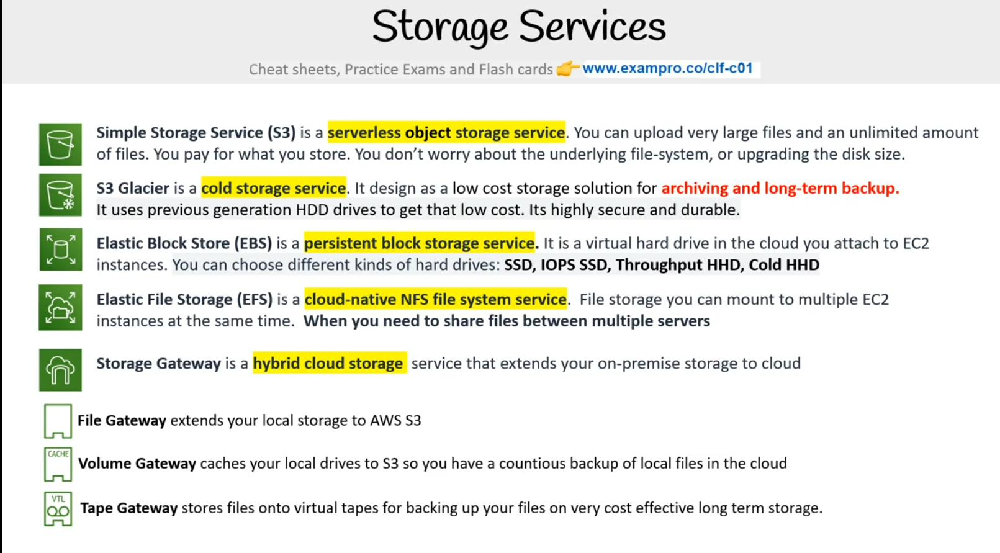 Storage Services
Cheat sheets, Practice Exams and Flash cards 👉 www.exampro.co/clf-c01
Simple Storage Service (S3) is a serverless object storage service. You can upload very large files and an unlimited amount
of files. You pay for what you store. You don’t worry about the underlying file-system, or upgrading the disk size.
S3 Glacier is a cold storage service. It design as a low cost storage solution for archiving and long-term backup.
It uses previous generation HDD drives to get that low cost. Its highly secure and durable.
Elastic Block Store (EBS) is a persistent block storage service. It is a virtual hard drive in the cloud you attach to EC2
instances. You can choose different kinds of hard drives: SSD, IOPS SSD, Throughput HHD, Cold HHD
Elastic File Storage (EFS) is a cloud-native NFS file system service. File storage you can mount to multiple EC2
instances at the same time. When you need to share files between multiple servers
Storage Gateway is a hybrid cloud storage service that extends your on-premise storage to cloud
File Gateway extends your local storage to AWS S3
CACHE
Volume Gateway caches your local drives to S3 so you have a countious backup of local files in the cloud
VTL
Tape Gateway stores files onto virtual tapes for backing up your files on very cost effective long term storage.